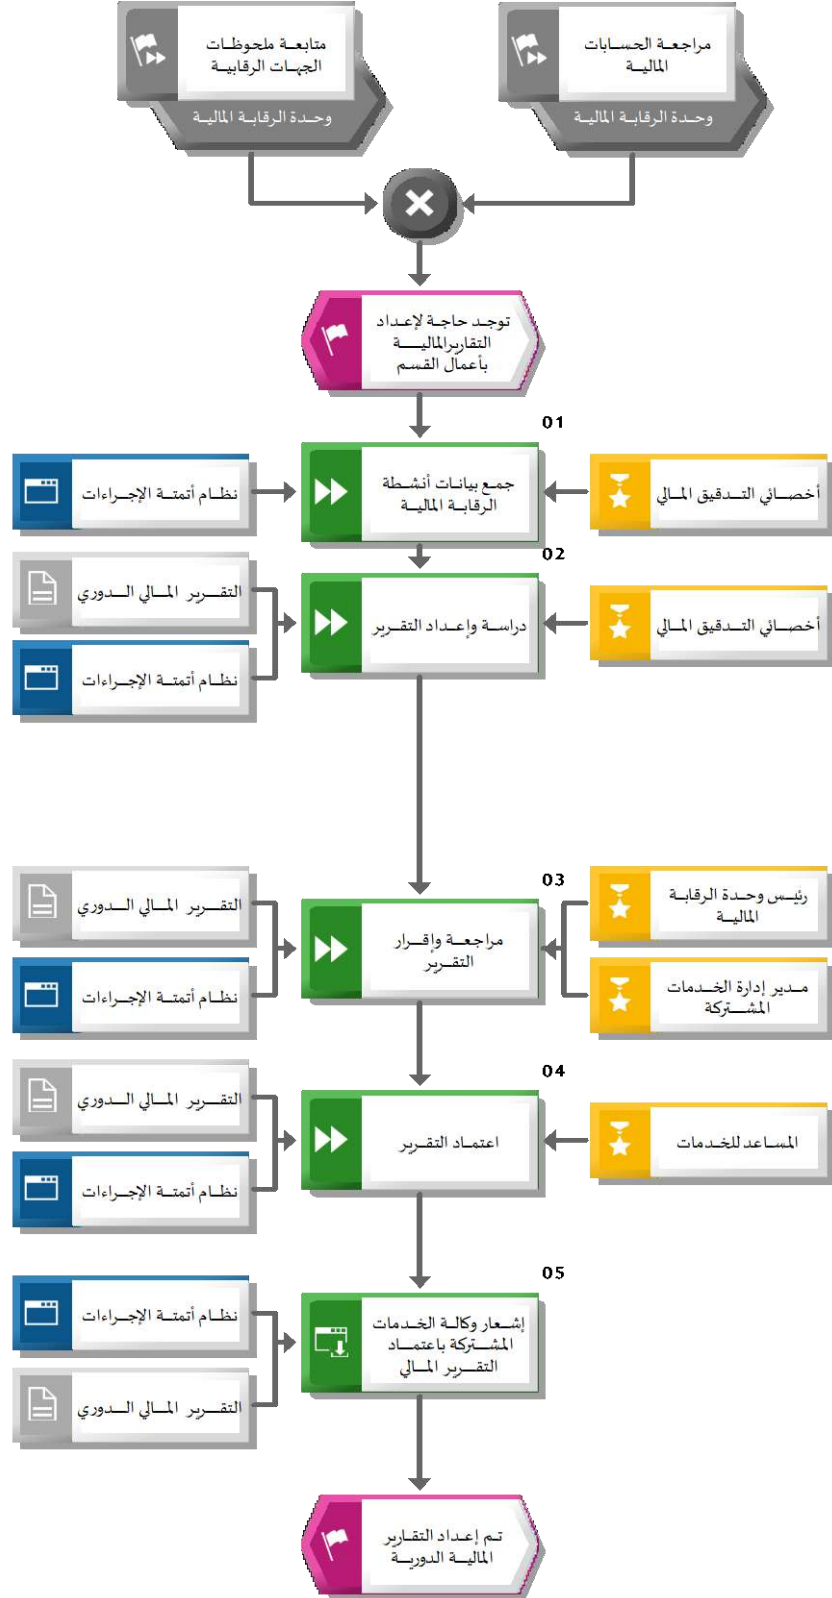 مراجعة الحسابات
المالية
وحدة الرقابة المالية
متابعة ملحوظات
الجهات الرقابية
وحدة الرقابة المالية
توجد حاجة لإعداد
التقارير المالية
بأعمال القسم
01
أخصائي التدقيق المالي
جمع بيانات أنشطة
الرقابة المالية
نظام أتمتة الإجراءات
02
أخصائي التدقيق المالي
دراسة وإعداد التقرير
التقرير المالي الدوري
نظام أتمتة الإجراءات
03
رئيس وحدة الرقابة
المالية
مدير إدارة الخدمات
المشتركة
مراجعة وإقرار
التقرير
التقرير المالي الدوري
نظام أتمتة الإجراءات
04
المساعد للخدمات
اعتماد التقرير
التقرير المالي الدوري
نظام أتمتة الإجراءات
05
إشعار وكالة الخدمات
المشتركة باعتماد
التقرير المالي
نظام أتمتة الإجراءات
التقرير المالي الدوري
تم إعداد التقارير
المالية الدورية